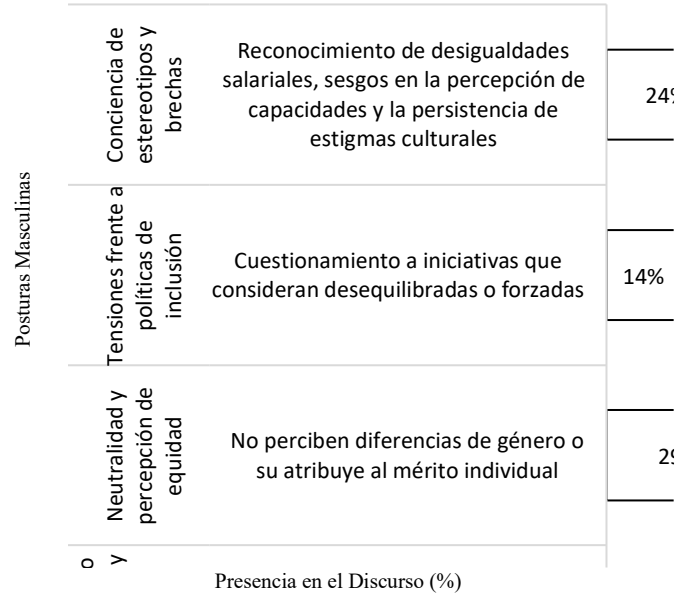 Posturas Masculinas
Conciencia de
estereotipos y
brechas
Reconocimiento de desigualdades
salariales, sesgos en la percepción de
capacidades y la persistencia de
estigmas culturales
24%
Tensiones frente a
políticas de
inclusión
Cuestionamiento a iniciativas que
consideran desequilibradas o forzadas
14%
Neutralidad y
percepción de
equidad
No perciben diferencias de género o
su atribuye al mérito individual
29
o
y
Presencia en el Discurso (%)